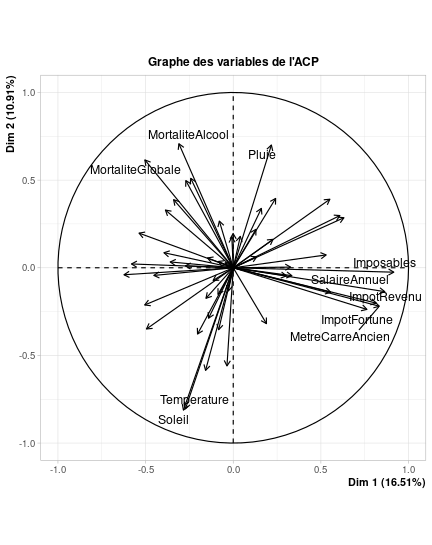 Graphe des variables de l'ACP
Dim 2 (10.91%)
1.0
0.5
0.0
-0.5
-1.0
MortaliteAlcool
Pluie
MortaliteGlobale
Imposables
SalaireAnnuel
ImpotRevenu
ImpotFortune
MetreCarreAncien
Temperature
Soleil
-1.0 -0.5 0.0 0.5 1.0
Dim 1 (16.51%)